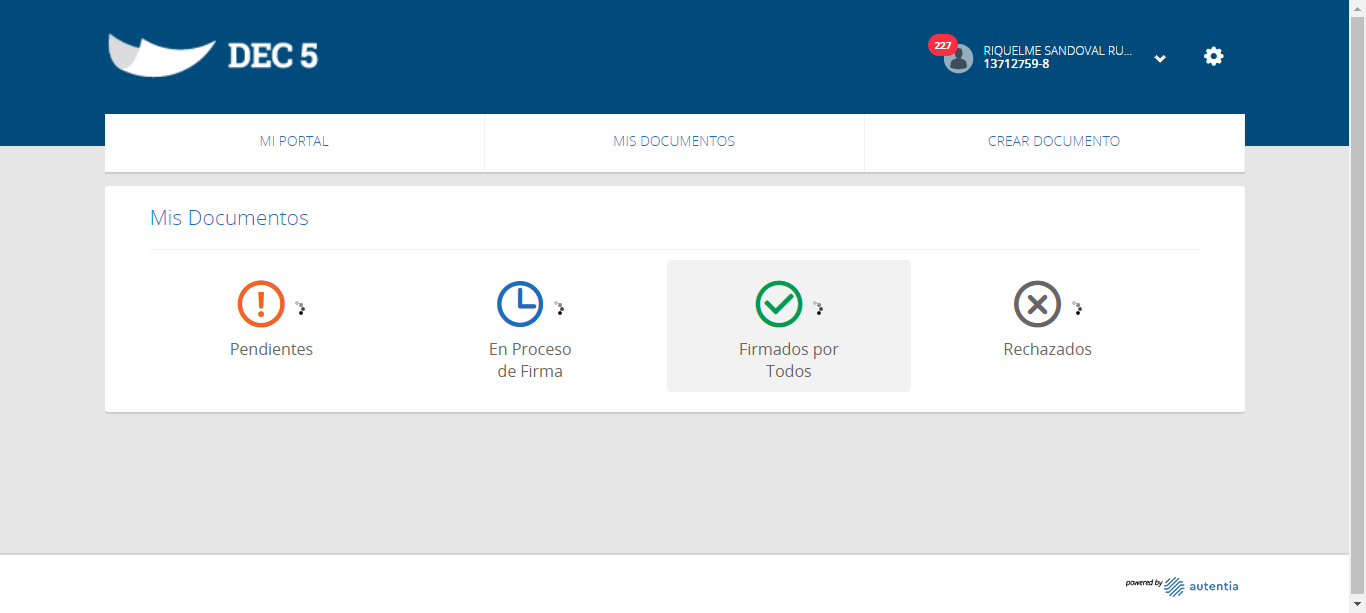 DEC 5
227
RIQUELME SANDOVAL RU...
13712759-8
MI PORTAL
MIS DOCUMENTOS
CREAR DOCUMENTO
Mis Documentos
Pendientes
En Proceso
de Firma
Firmados por
Todos
Rechazados
powered by autentia